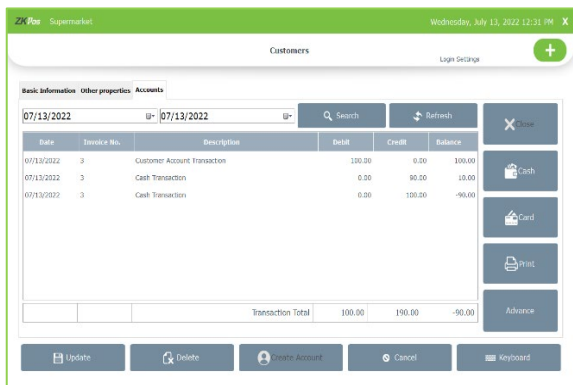 ZKPos Supermarket Wednesday, July 13, 2022 12:31 PM X
Customers
Login Settings
+
Basic Information Other properties Accounts
07/13/2022 07/13/2022 Search Refresh
Close
Date Invoice No. Description Debit Credit Balance
07/13/2022 3 Customer Account Transaction 100.00 0.00 100.00
07/13/2022 3 Cash Transaction 0.00 90.00 10.00
07/13/2022 3 Cash Transaction 0.00 100.00 -90.00
Cash
Card
Print
Transaction Total 100.00 190.00 -90.00
Advance
Update Delete Create Account Cancel Keyboard